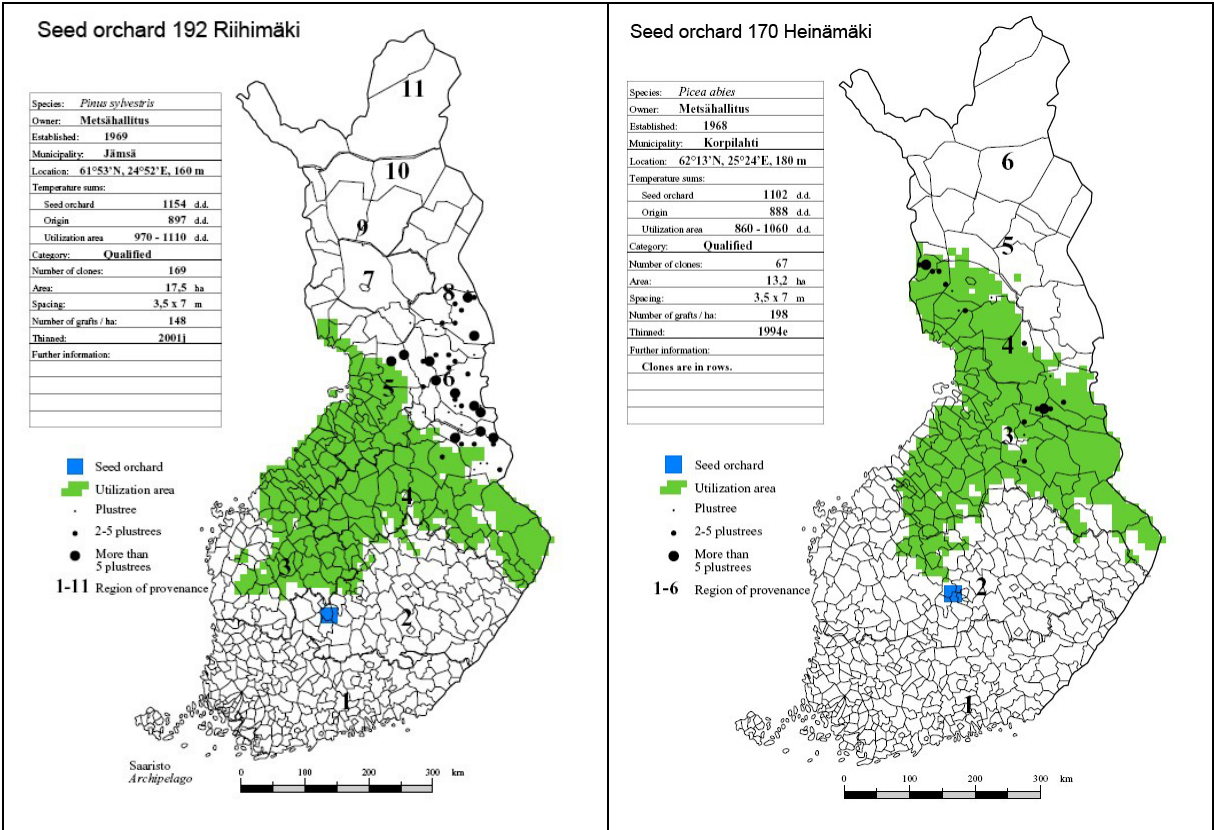 Seed orchard 192 Riihimäki
Species: Pinus sylvestris
Owner: Metsähallitus
Established: 1969
Municipality: Jämsä
Location: 61°53'N, 24°52'E, 160 m
Temperature sums:
Seed orchard 1154 d.d.
Origin 897 d.d.
Utilization area 970 - 1110 d.d.
Category: Qualified
Number of clones: 169
Area: 17,5 ha
Spacing: 3,5 x 7 m
Number of grafts / ha: 148
Thinned: 2001j
Further information:
11
10
9
7
8
5
6
4
3
2
1
Seed orchard
Utilization area
Plustree
2-5 plustrees
More than
5 plustrees
1-11 Region of provenance
Saaristo
Archipelago
0 100 200 300 km
Seed orchard 170 Heinämäki
Species: Picea abies
Owner: Metsähallitus
Established: 1968
Municipality: Korpilahti
Location: 62°13'N, 25°24'E, 180 m
Temperature sums:
Seed orchard 1102 d.d.
Origin 888 d.d.
Utilization area 860 - 1060 d.d.
Category: Qualified
Number of clones: 67
Area: 13,2 ha
Spacing: 3,5 x 7 m
Number of grafts / ha: 198
Thinned: 1994e
Further information:
Clones are in rows.
6
5
4
3
2
1
Seed orchard
Utilization area
Plustree
2-5 plustrees
More than
5 plustrees
1-6 Region of provenance
0 100 200 300 km